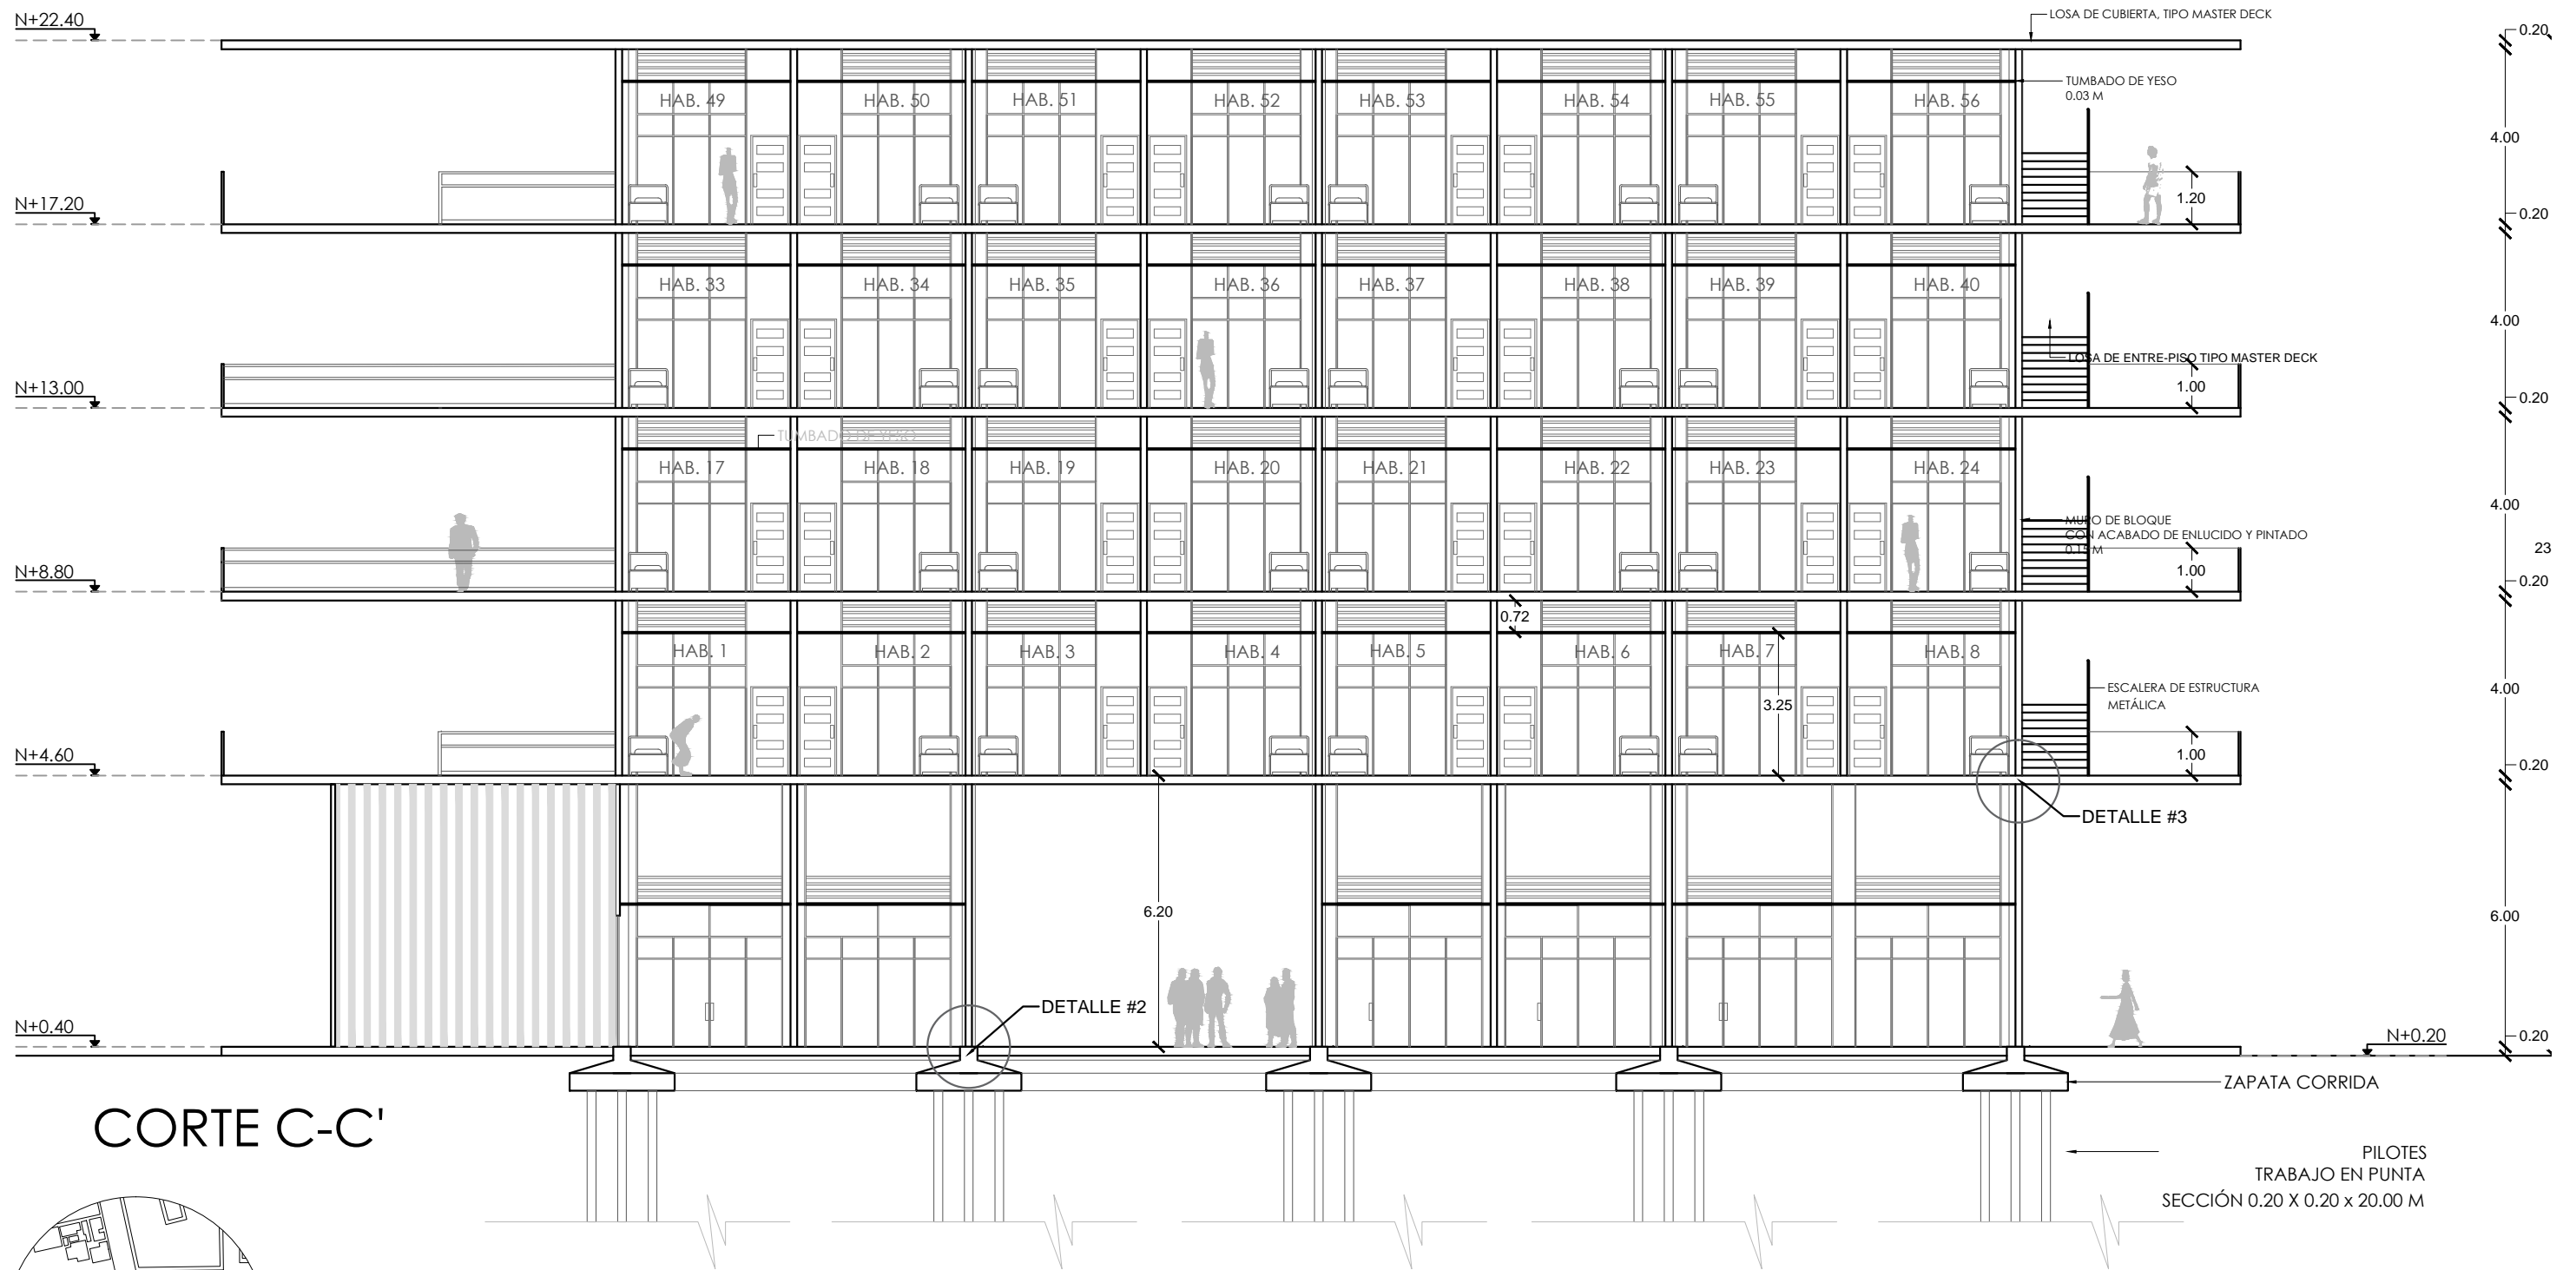 N+22.40
LOSA DE CUBIERTA, TIPO MASTER DECK
0.20
TUMBADO DE YESO
0.03 M
HAB. 49
HAB. 50
HAB. 51
HAB. 52
HAB. 53
HAB. 54
HAB. 55
HAB. 56
4.00
N+17.20
1.20
0.20
HAB. 33
HAB. 34
HAB. 35
HAB. 36
HAB. 37
HAB. 38
HAB. 39
HAB. 40
4.00
LOSA DE ENTRE-PISO TIPO MASTER DECK
N+13.00
1.00
0.20
TUMBADO DE YESO
HAB. 17
HAB. 18
HAB. 19
HAB. 20
HAB. 21
HAB. 22
HAB. 23
HAB. 24
4.00
MURO DE BLOQUE
CON ACABADO DE ENLUCIDO Y PINTADO
0.15 M
23
N+8.80
1.00
0.20
0.72
HAB. 1
HAB. 2
HAB. 3
HAB. 4
HAB. 5
HAB. 6
HAB. 7
HAB. 8
3.25
ESCALERA DE ESTRUCTURA
METÁLICA
4.00
N+4.60
1.00
0.20
DETALLE #3
6.20
6.00
DETALLE #2
N+0.40
N+0.20
0.20
ZAPATA CORRIDA
CORTE C-C'
PILOTES
TRABAJO EN PUNTA
SECCIÓN 0.20 X 0.20 x 20.00 M